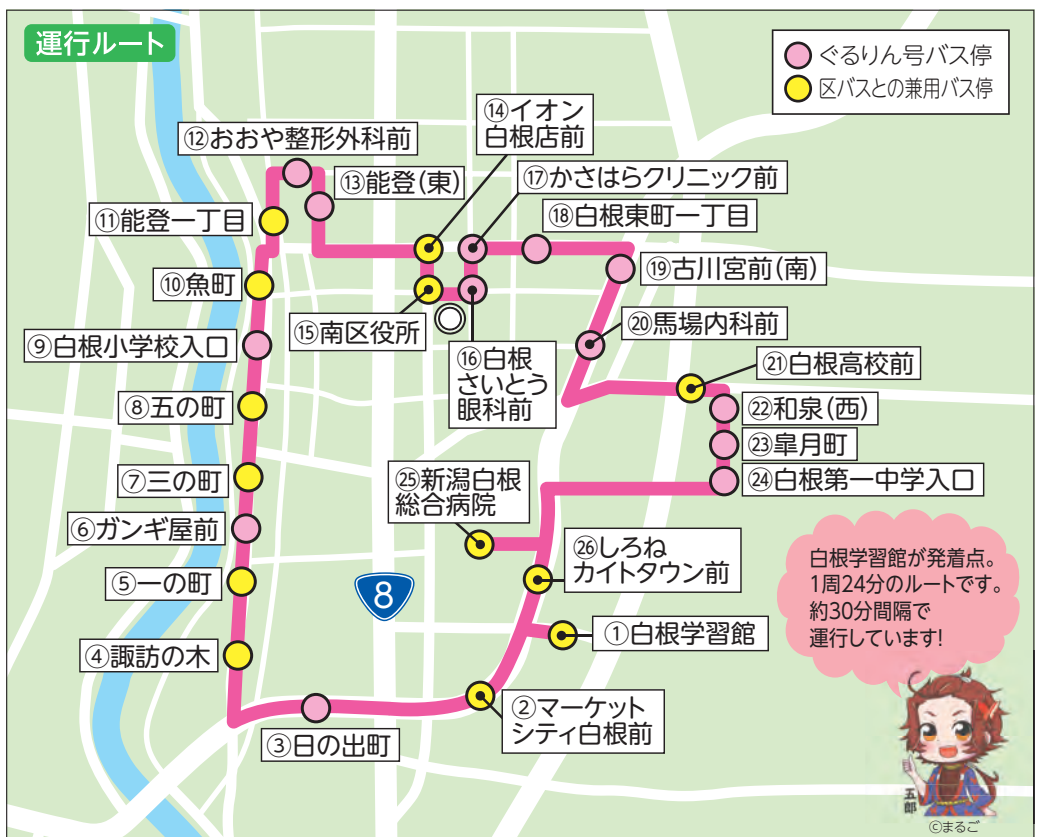 運行ルート
ぐるりん号バス停
区バスとの兼用バス停
⑭イオン
白根店前
⑫おおや整形外科前
⑰かさはらクリニック前
⑬能登(東)
⑱白根東町一丁目
⑪能登一丁目
⑲古川宮前(南)
⑩魚町
⑮南区役所
⑳馬場内科前
⑨白根小学校入口
⑯白根
さいとう
眼科前
㉑白根高校前
⑧五の町
㉒和泉(西)
㉓皐月町
⑦三の町
㉕新潟白根
総合病院
㉔白根第一中学入口
⑥ガンギ屋前
㉖しろね
カイトタウン前
白根学習館が発着点。
1周24分のルートです。
約30分間隔で
運行しています!
⑤一の町
8
①白根学習館
④諏訪の木
②マーケット
シティ白根前
③日の出町
五郎
©まるご